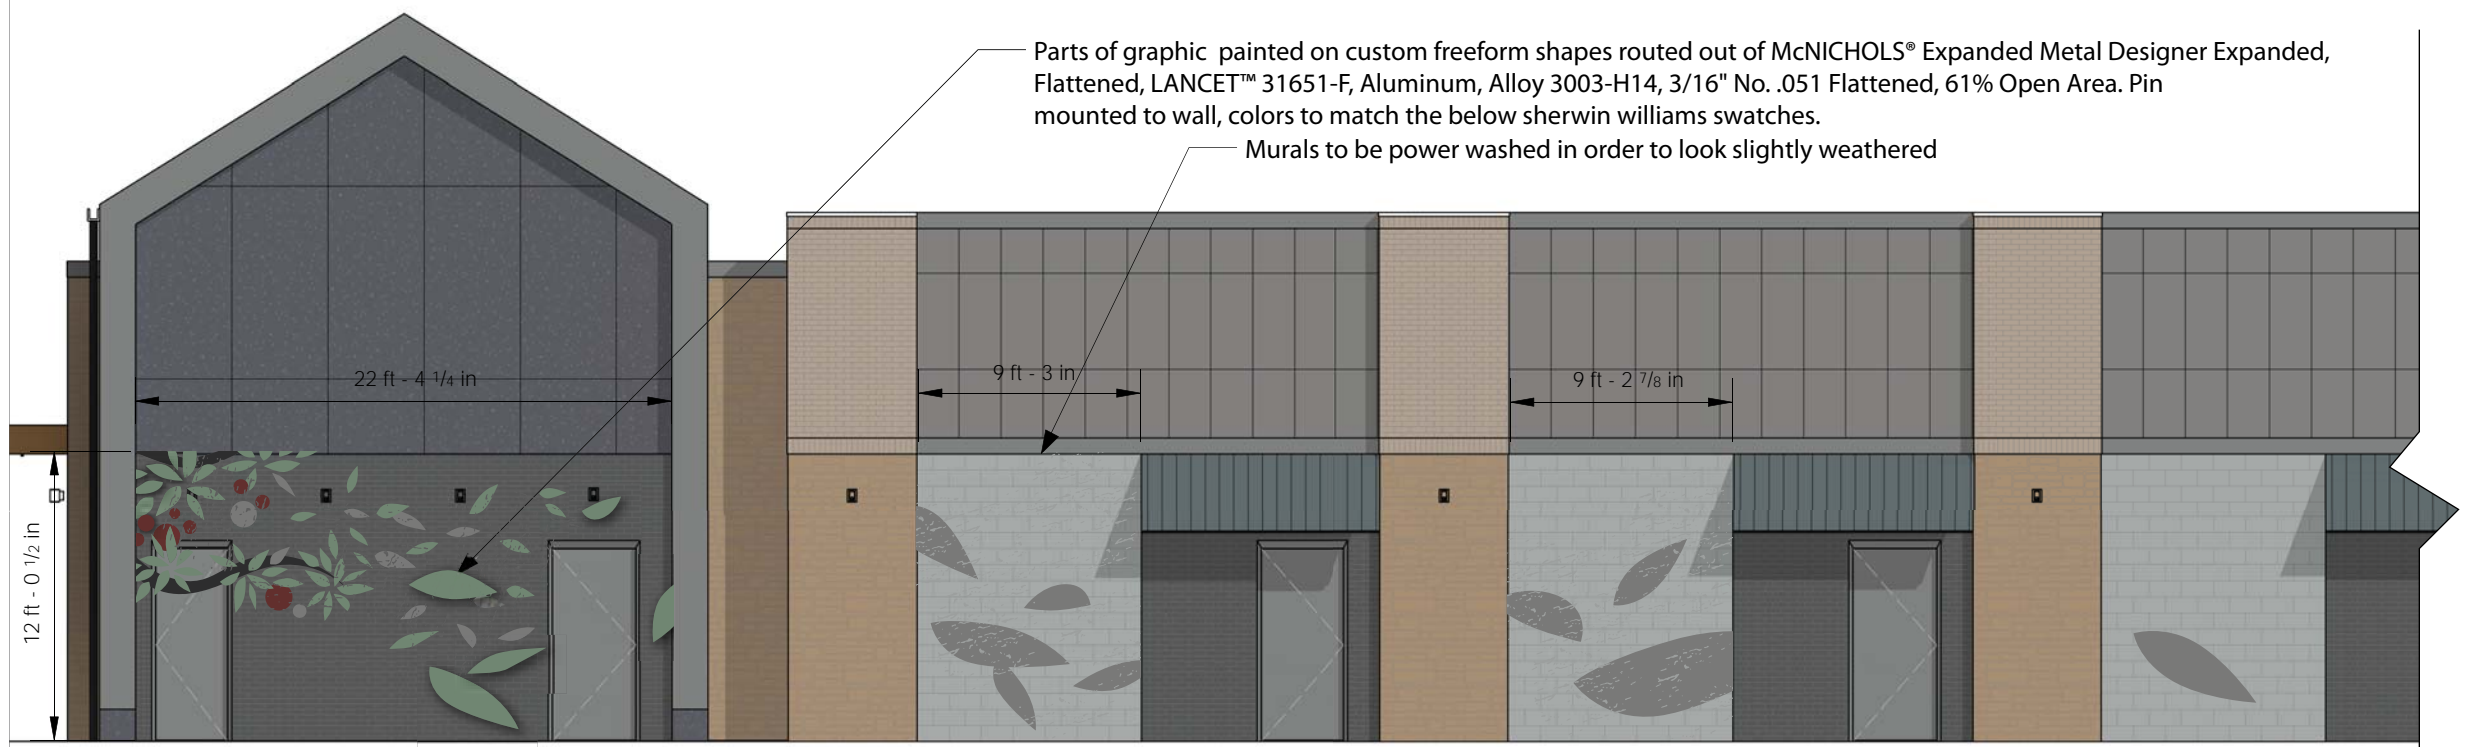 Parts of graphic  painted on custom freeform shapes routed out of McNICHOLS® Expanded Metal Designer Expanded,
Flattened, LANCET™ 31651-F, Aluminum, Alloy 3003-H14, 3/16" No. .051 Flattened, 61% Open Area. Pin
mounted to wall, colors to match the below sherwin williams swatches.
Murals to be power washed in order to look slightly weathered
22 ft - 4 1/4 in
9 ft - 3 in
9 ft - 2 7/8 in
12 ft - 0 1/2 in